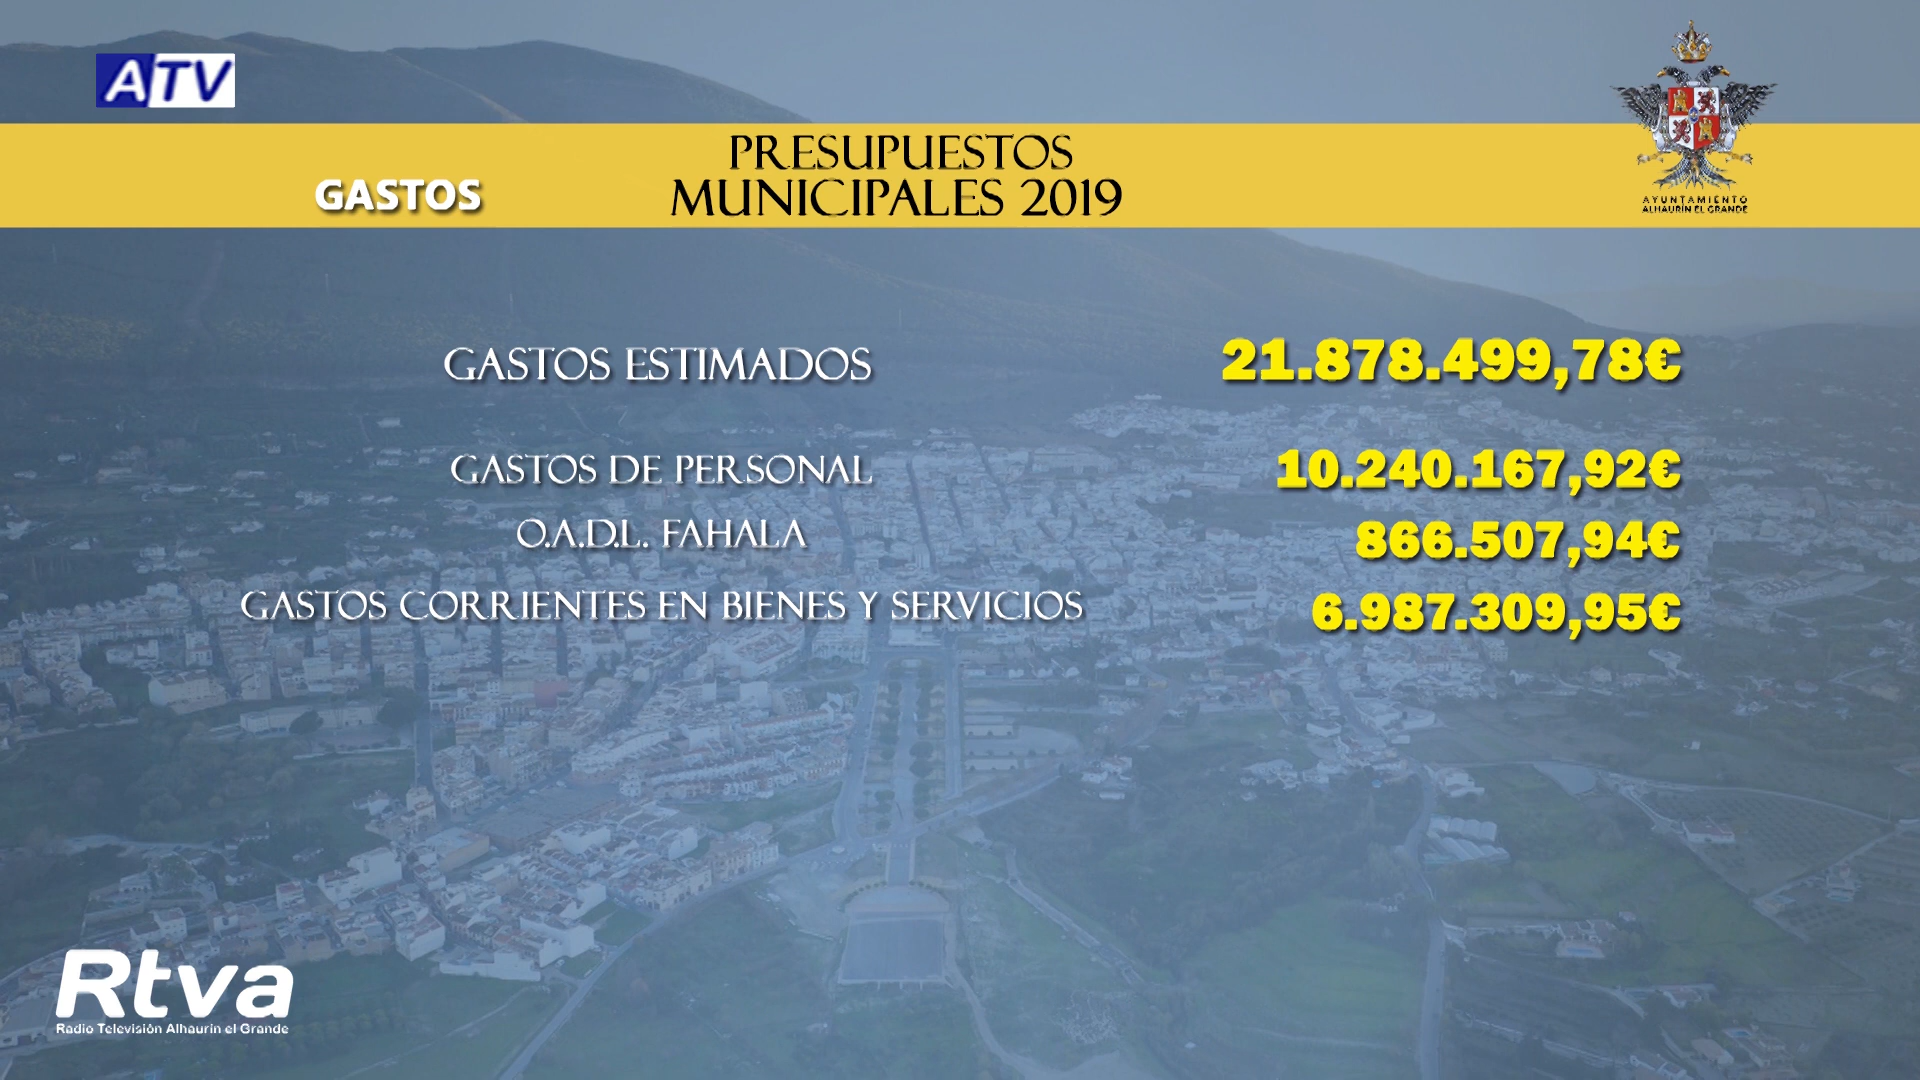 ATV
PRESUPUESTOS
MUNICIPALES 2019
GASTOS
AYUNTAMIENTO
ALHAURÍN EL GRANDE
GASTOS ESTIMADOS 21.878.499,78€
GASTOS DE PERSONAL 10.240.167,92€
O.A.D.L. FAHALA 866.507,94€
GASTOS CORRIENTES EN BIENES Y SERVICIOS 6.987.309,95€
Rtva
Radio Televisión Alhaurín el Grande